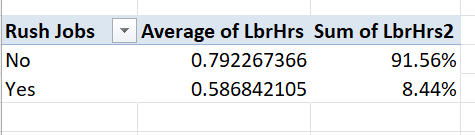 Rush Jobs Average of LbrHrs Sum of LbrHrs2
No 0.792267366 91.56%
Yes 0.586842105 8.44%